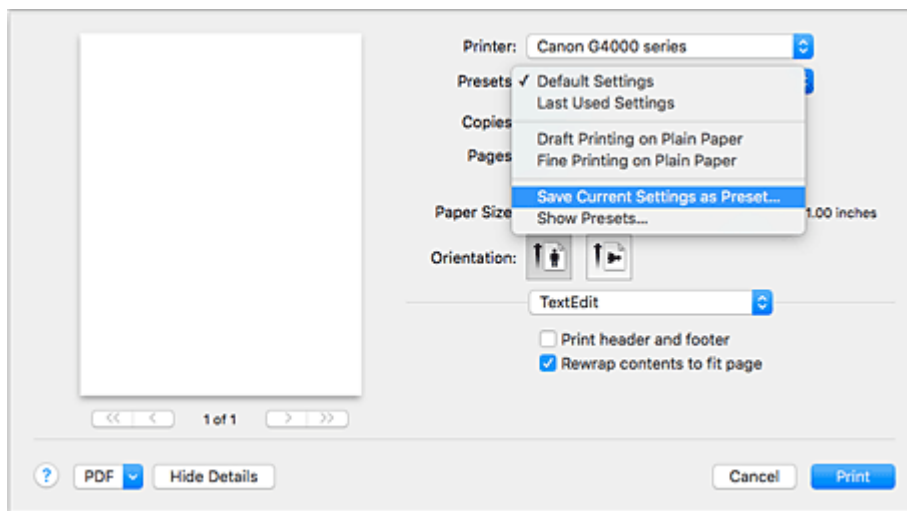 Printer: Canon G4000 series
Presets ✓ Default Settings
Last Used Settings
Copies
Draft Printing on Plain Paper
Pages
Fine Printing on Plain Paper
Save Current Settings as Preset...
Paper Size 1.00 inches
Show Presets...
Orientation:
TextEdit
Print header and footer
Rewrap contents to fit page
<< < 1 of 1 > >>
? PDF Hide Details Cancel Print